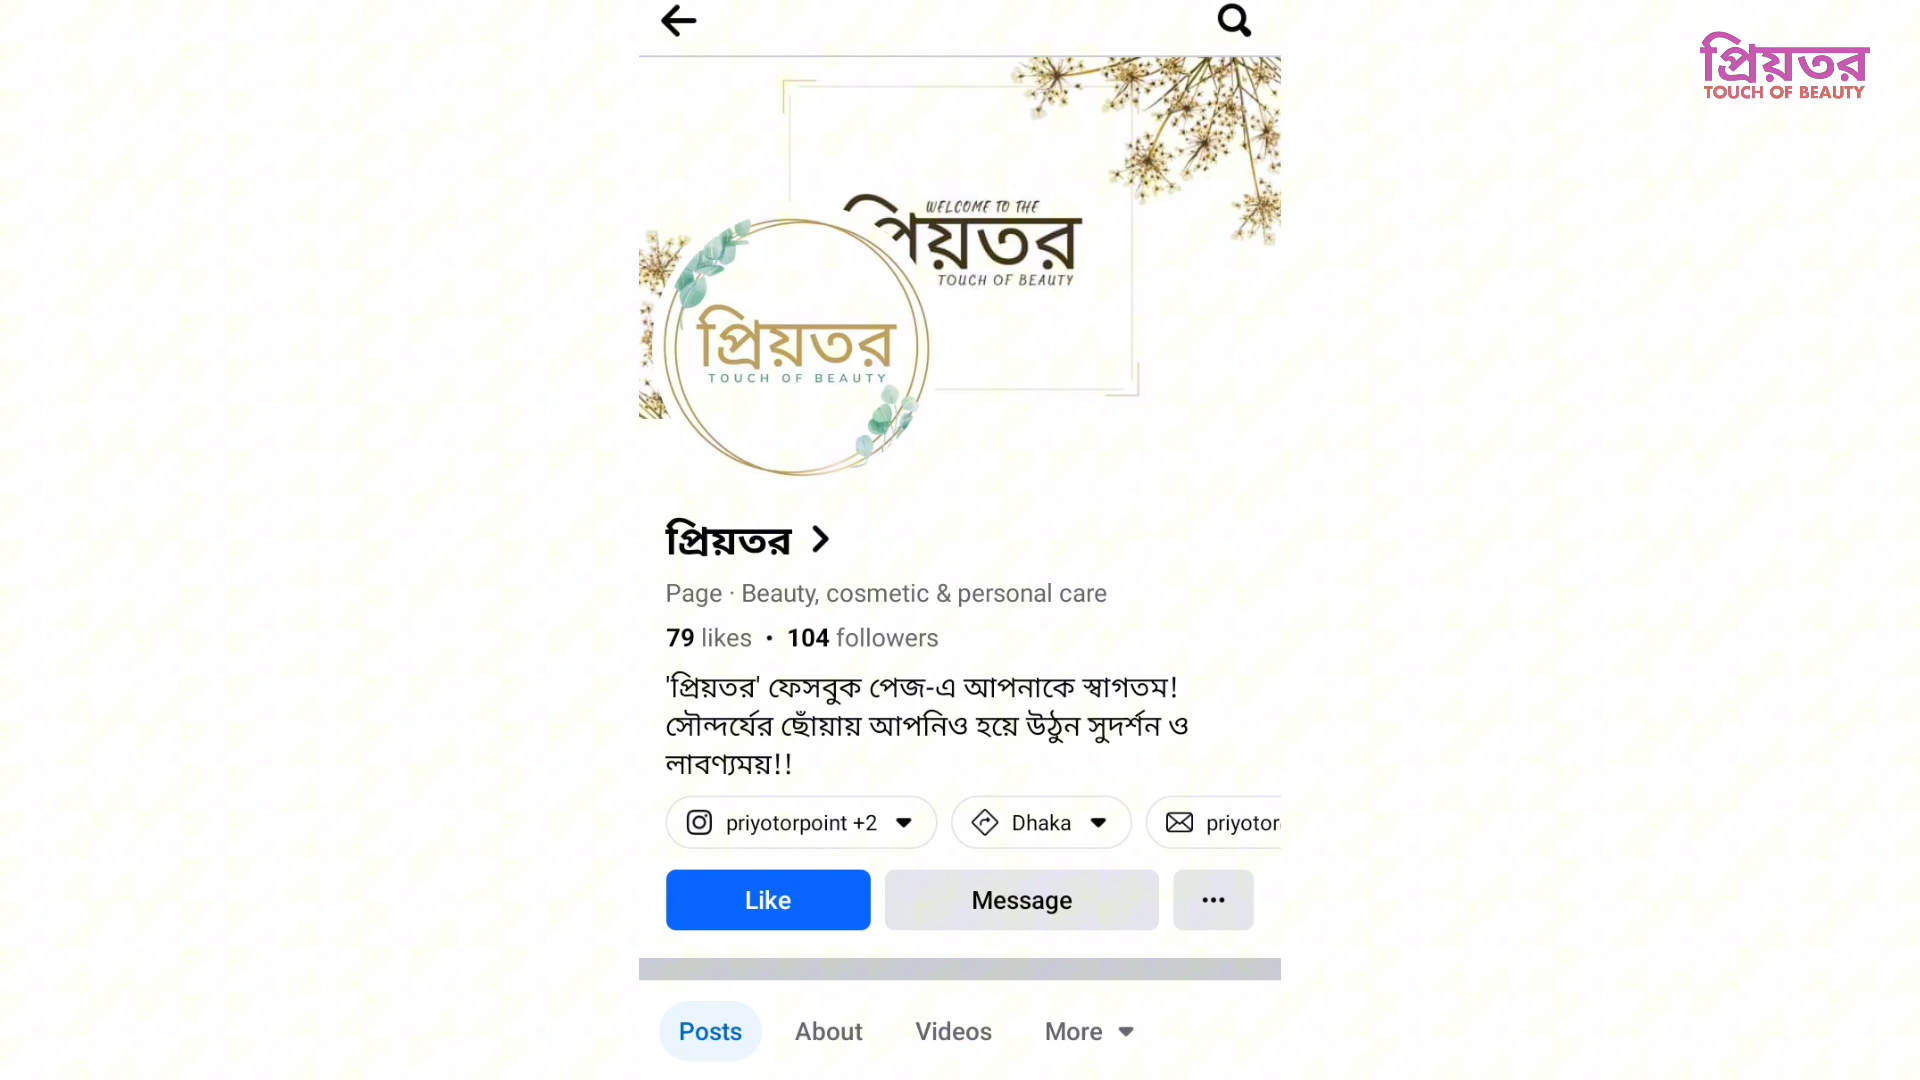 প্রিয়তর
TOUCH OF BEAUTY
WELCOME TO THE
প্রিয়তর
TOUCH OF BEAUTY
প্রিয়তর
TOUCH OF BEAUTY
প্রিয়তর
Page · Beauty, cosmetic & personal care
79 likes • 104 followers
'প্রিয়তর' ফেসবুক পেজ-এ আপনাকে স্বাগতম!
সৌন্দর্যের ছোঁয়ায় আপনিও হয়ে উঠুন সুদর্শন ও
লাবণ্যময়!!
priyotorpoint +2 Dhaka priyotor
Like Message ...
Posts About Videos More